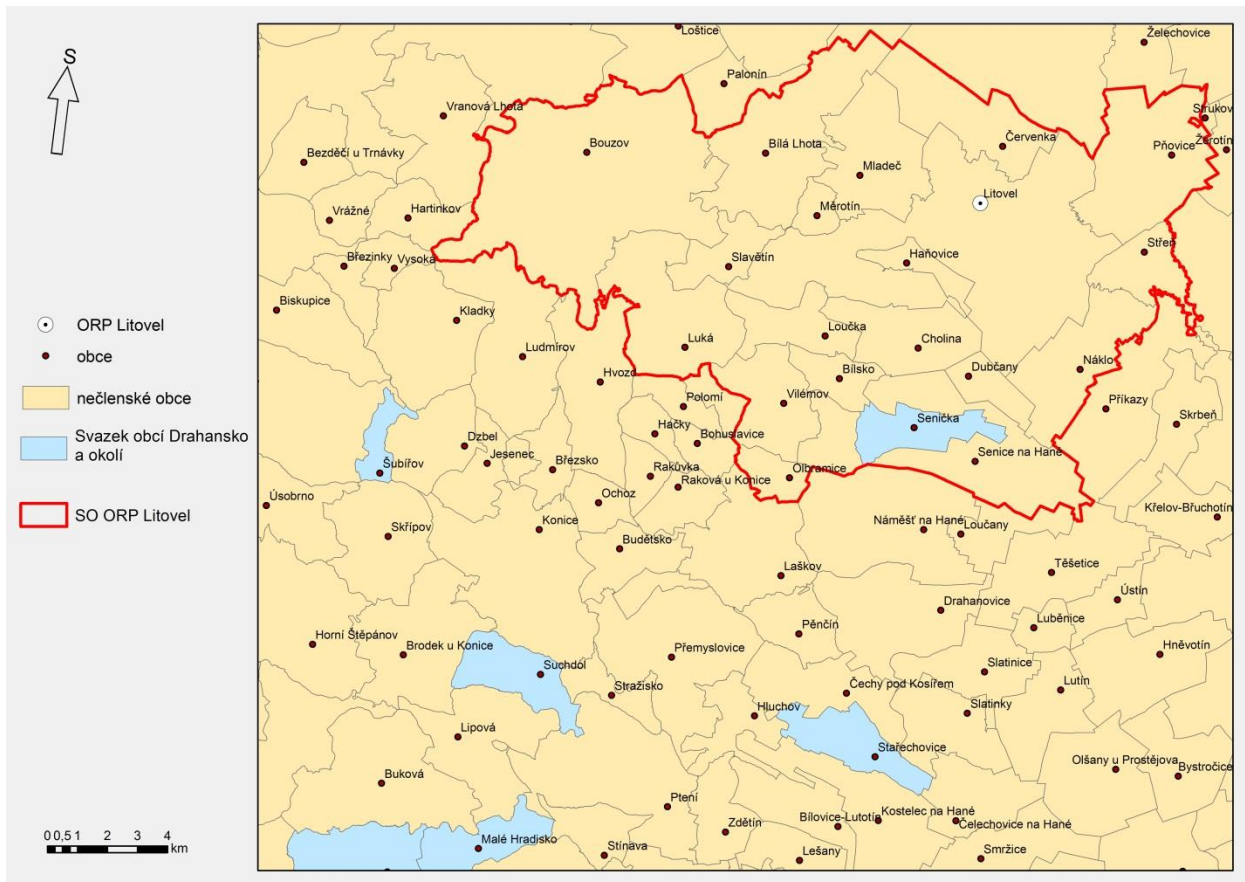 S
ORP Litovel
obce
nečlenské obce
Svazek obcí Drahansko
a okolí
SO ORP Litovel
0 0,5 1 2 3 4
km
Loštice
Želechovice
Palonín
Vranová Lhota
Strukov
Bouzov
Bílá Lhota
Červenka
Pňovice
Žerotín
Bezděčí u Trnávky
Mladeč
Litovel
Vrážné
Hartinkov
Měrotín
Střeň
Březinky
Vysoká
Slavětín
Haňovice
Biskupice
Kladky
Loučka
Ludmírov
Luká
Cholina
Hvozd
Bílsko
Dubčany
Náklo
Polomí
Vilémov
Příkazy
Skrbeň
Senička
Háčky
Bohuslavice
Dzbel
Jesenec
Březsko
Šubířov
Rakůvka
Raková u Konice
Olbramice
Senice na Hané
Ochoz
Úsobrno
Křelov-Břuchotín
Skřípov
Konice
Náměšť na Hané
Loučany
Budětsko
Laškov
Těšetice
Ústín
Drahanovice
Luběnice
Pěnčín
Horní Štěpánov
Brodek u Konice
Přemyslovice
Hněvotín
Suchdol
Slatinice
Stražisko
Čechy pod Kosířem
Lutín
Hluchov
Slatinky
Lipová
Stařechovice
Buková
Olšany u Prostějova
Bystročice
Ptení
Zdětín
Bílovice-Lutotín
Kostelec na Hané
Čelechovice na Hané
Malé Hradisko
Stínava
Lešany
Smržice